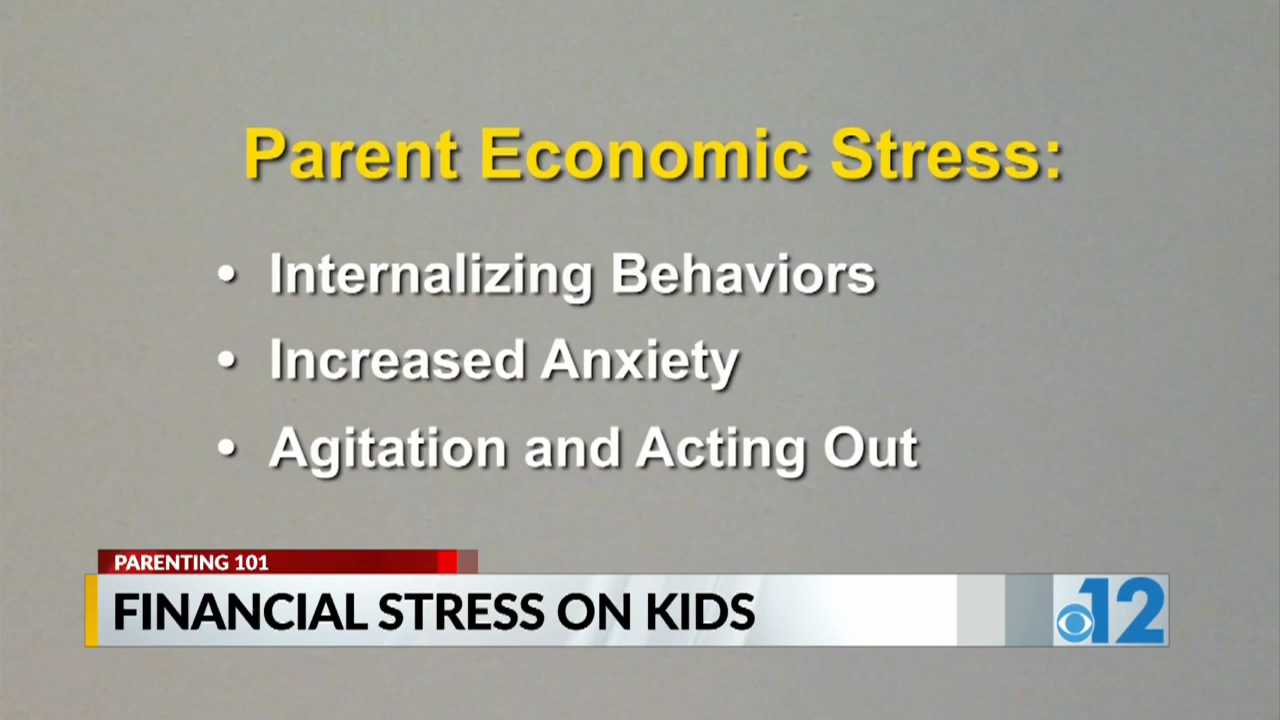 Parent Economic Stress:
• Internalizing Behaviors
• Increased Anxiety
• Agitation and Acting Out
PARENTING 101
FINANCIAL STRESS ON KIDS
12